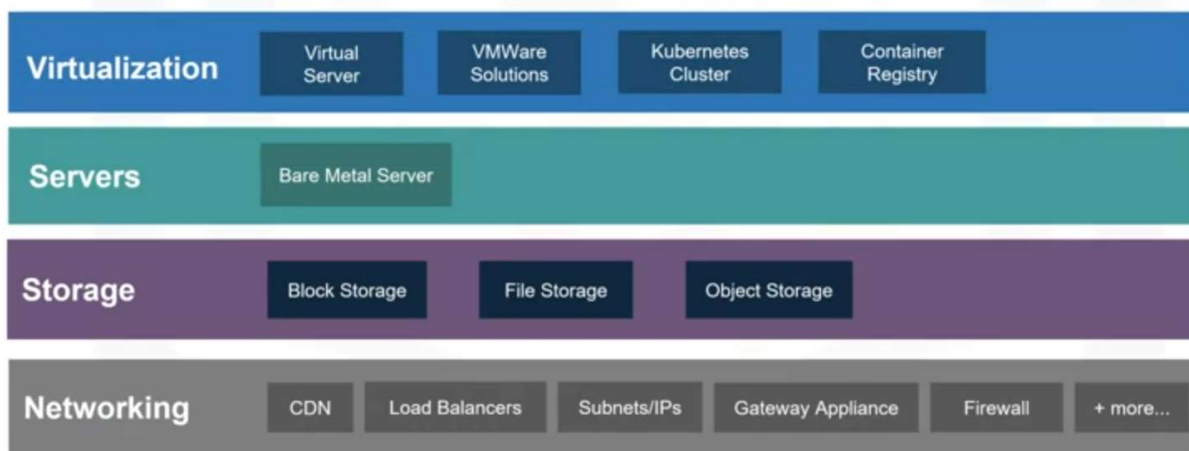 Virtualization
Virtual
Server
VMWare
Solutions
Kubernetes
Cluster
Container
Registry
Servers
Bare Metal Server
Storage
Block Storage
File Storage
Object Storage
Networking
CDN
Load Balancers
Subnets/IPs
Gateway Appliance
Firewall
+ more...